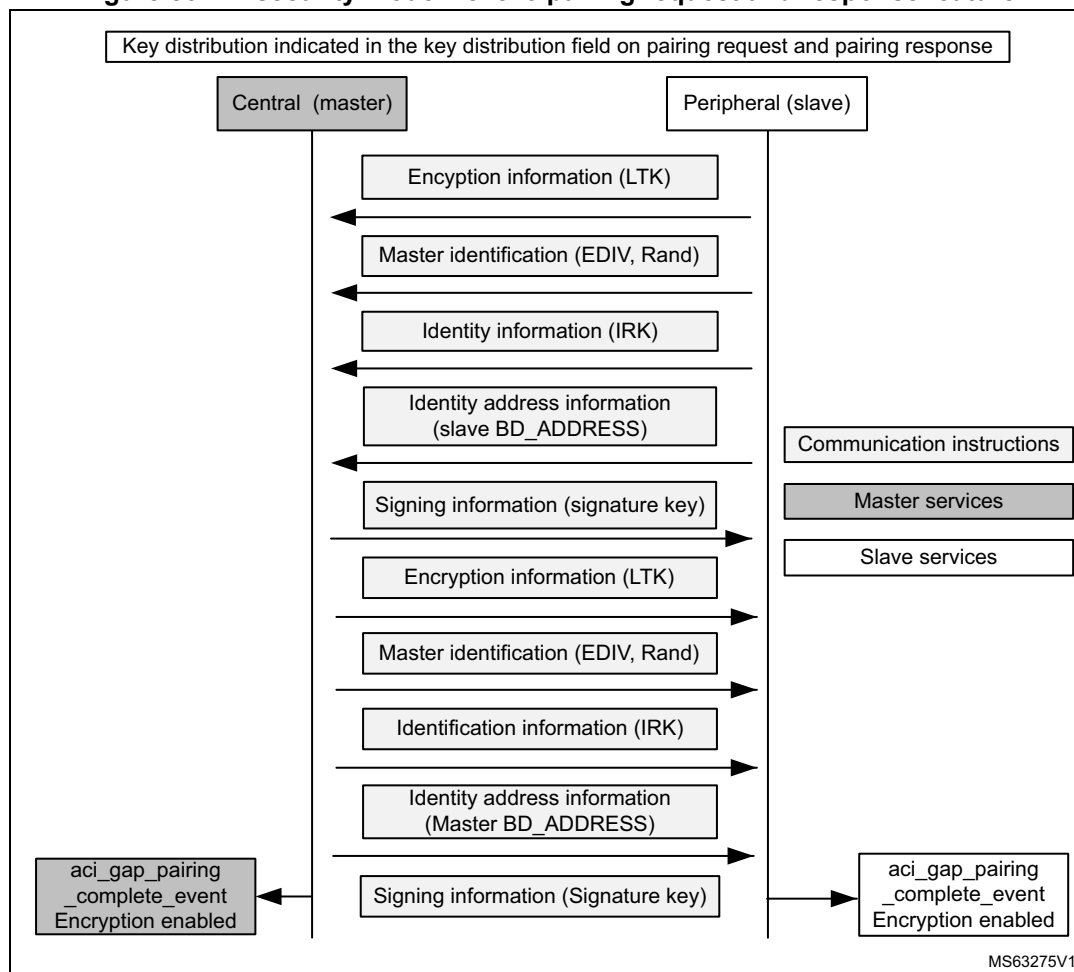 Key distribution indicated in the key distribution field on pairing request and pairing response
Central (master)
Peripheral (slave)
Encyption information (LTK)
Master identification (EDIV, Rand)
Identity information (IRK)
Identity address information
(slave BD_ADDRESS)
Communication instructions
Signing information (signature key)
Master services
Slave services
Encryption information (LTK)
Master identification (EDIV, Rand)
Identification information (IRK)
Identity address information
(Master BD_ADDRESS)
aci_gap_pairing
_complete_event
Encryption enabled
Signing information (Signature key)
aci_gap_pairing
_complete_event
Encryption enabled
MS63275V1